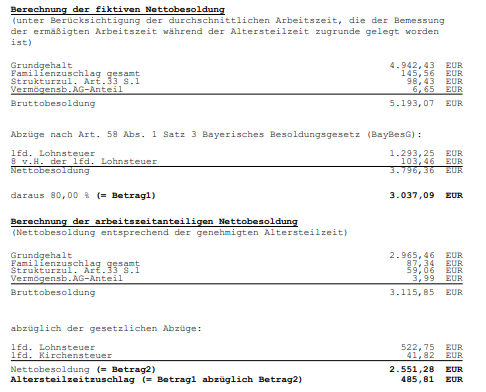 Berechnung der fiktiven Nettobesoldung
(unter Berücksichtigung der durchschnittlichen Arbeitszeit, die der Bemessung
der ermäßigten Arbeitszeit während der Altersteilzeit zugrunde gelegt worden
ist)
Grundgehalt 4.942,43 EUR
Familienzuschlag gesamt 145,56 EUR
Strukturzul. Art.33 S.1 98,43 EUR
Vermögensb.AG-Anteil 6,65 EUR
Bruttobesoldung 5.193,07 EUR
Abzüge nach Art. 58 Abs. 1 Satz 3 Bayerisches Besoldungsgesetz (BayBesG):
lfd. Lohnsteuer 1.293,25 EUR
8 v.H. der lfd. Lohnsteuer 103,46 EUR
Nettobesoldung 3.796,36 EUR
daraus 80,00 % (= Betrag1) 3.037,09 EUR
Berechnung der arbeitszeitanteiligen Nettobesoldung
(Nettobesoldung entsprechend der genehmigten Altersteilzeit)
Grundgehalt 2.965,46 EUR
Familienzuschlag gesamt 87,34 EUR
Strukturzul. Art.33 S.1 59,06 EUR
Vermögensb.AG-Anteil 3,99 EUR
Bruttobesoldung 3.115,85 EUR
abzüglich der gesetzlichen Abzüge:
lfd. Lohnsteuer 522,75 EUR
lfd. Kirchensteuer 41,82 EUR
Nettobesoldung (= Betrag2) 2.551,28 EUR
Altersteilzeitzuschlag (= Betrag1 abzüglich Betrag2) 485,81 EUR